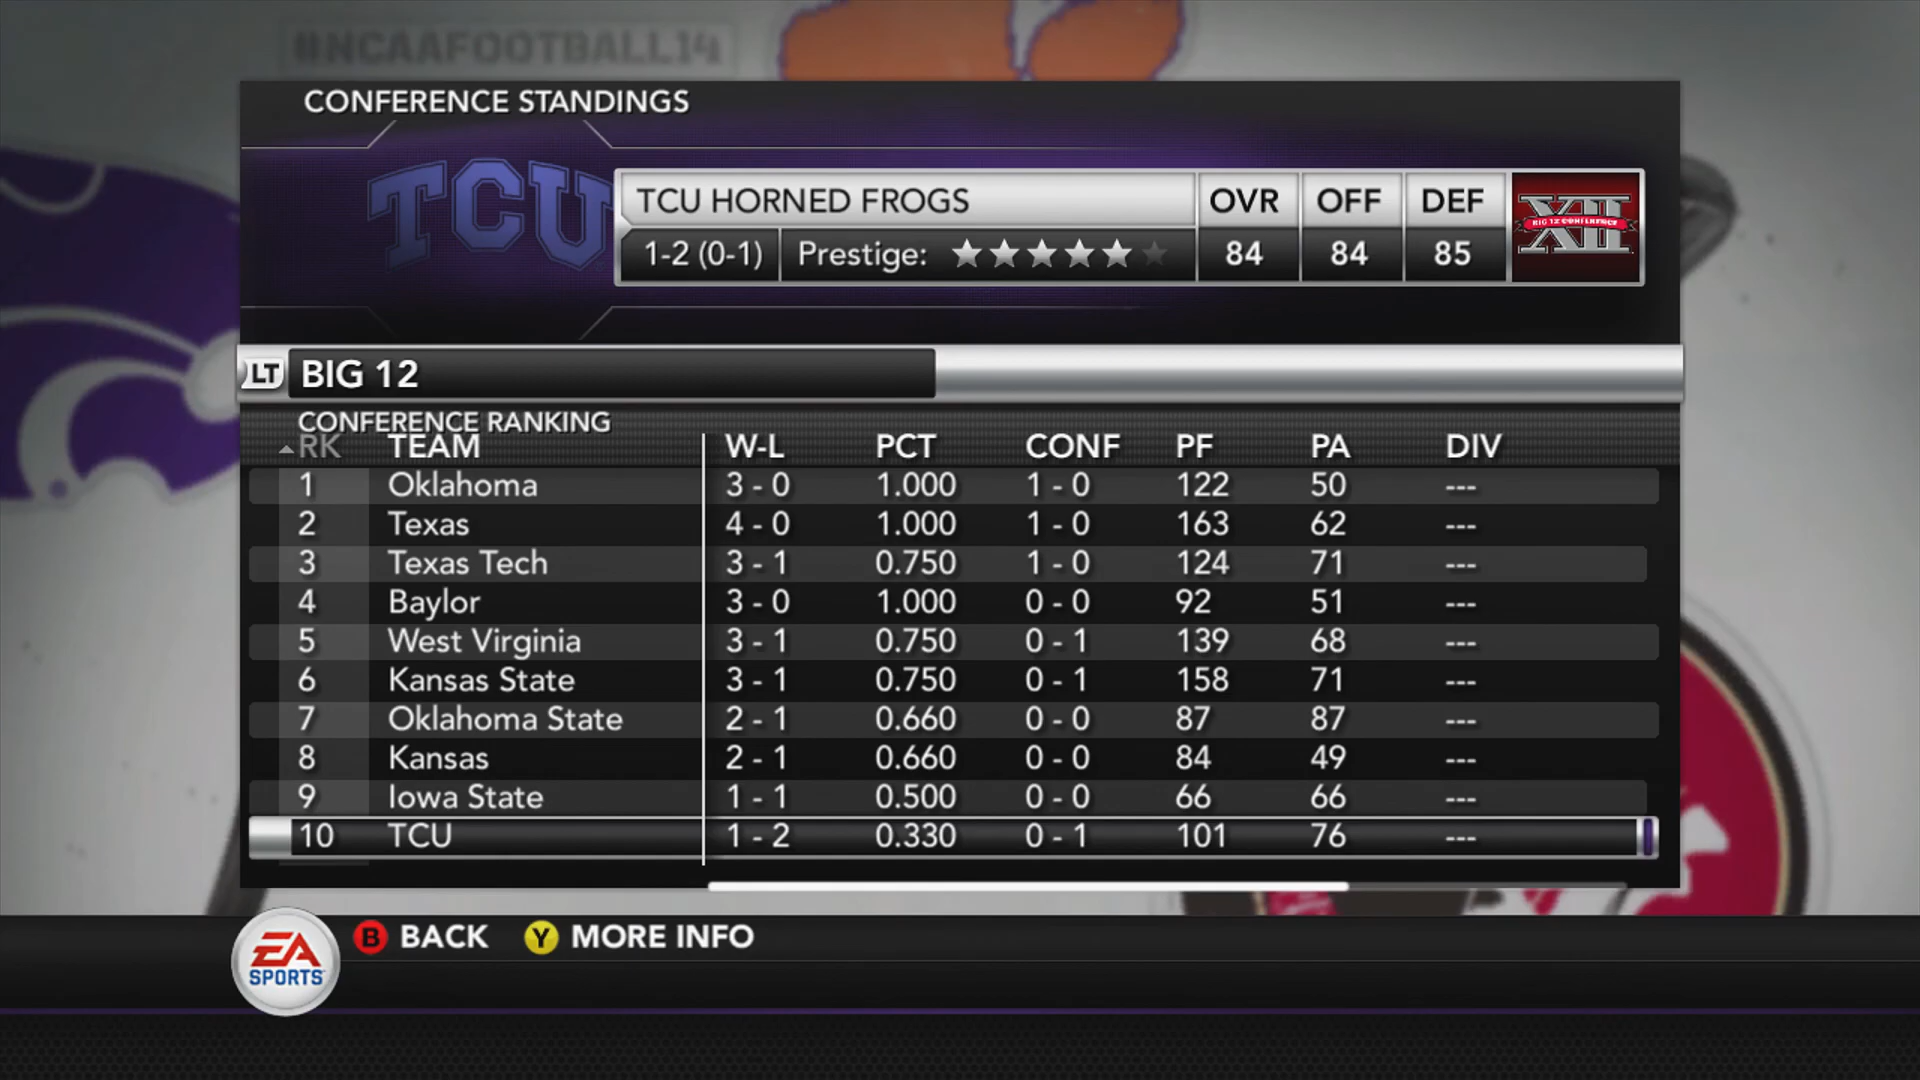 #NCAAFOOTBALL14
CONFERENCE STANDINGS
TCU
TCU HORNED FROGS OVR OFF DEF
XII
BIG 12 CONFERENCE
1-2 (0-1) Prestige: 84 84 85
LT BIG 12
CONFERENCE RANKING
RK TEAM W-L PCT CONF PF PA DIV
1 Oklahoma 3 - 0 1.000 1 - 0 122 50 ---
2 Texas 4 - 0 1.000 1 - 0 163 62 ---
3 Texas Tech 3 - 1 0.750 1 - 0 124 71 ---
4 Baylor 3 - 0 1.000 0 - 0 92 51 ---
5 West Virginia 3 - 1 0.750 0 - 1 139 68 ---
6 Kansas State 3 - 1 0.750 0 - 1 158 71 ---
7 Oklahoma State 2 - 1 0.660 0 - 0 87 87 ---
8 Kansas 2 - 1 0.660 0 - 0 84 49 ---
9 Iowa State 1 - 1 0.500 0 - 0 66 66 ---
10 TCU 1 - 2 0.330 0 - 1 101 76 ---
EA
SPORTS
B BACK Y MORE INFO